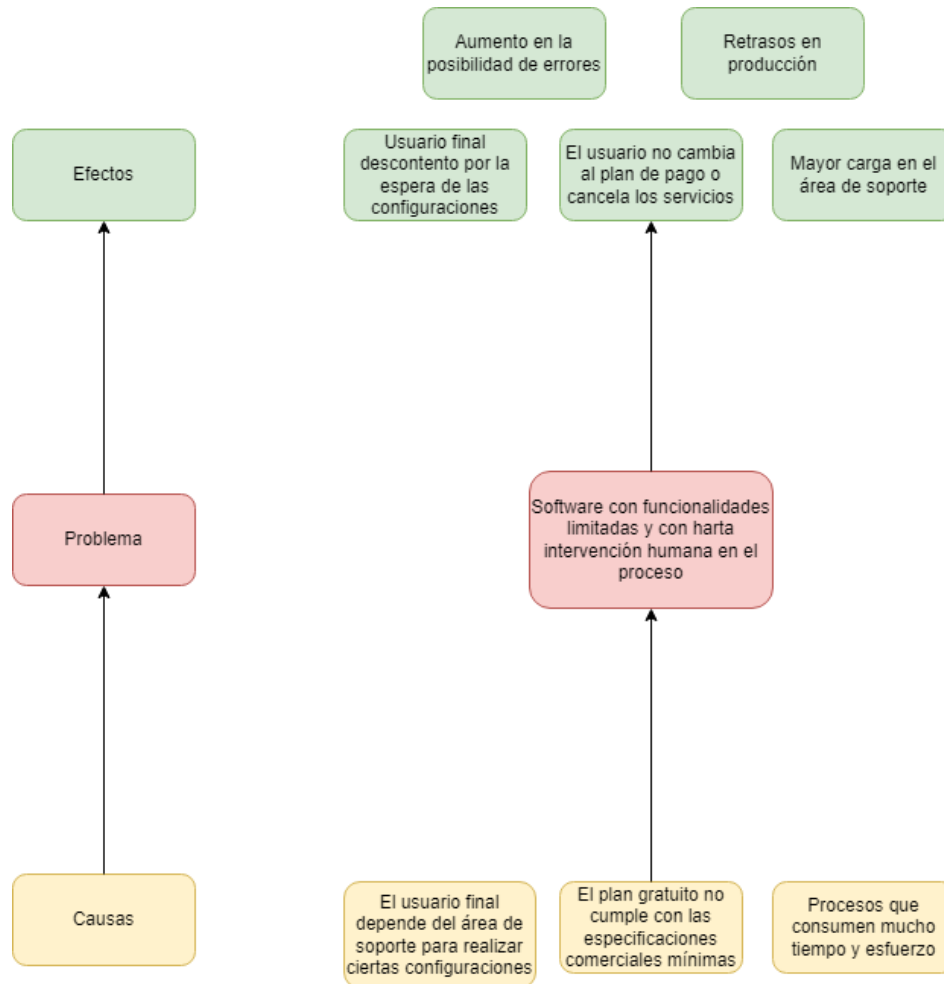 Aumento en la
posibilidad de errores
Retrasos en
producción
Efectos
Usuario final
descontento por la
espera de las
configuraciones
El usuario no cambia
al plan de pago o
cancela los servicios
Mayor carga en el
área de soporte
Problema
Software con funcionalidades
limitadas y con harta
intervención humana en el
proceso
Causas
El usuario final
depende del área de
soporte para realizar
ciertas configuraciones
El plan gratuito no
cumple con las
especificaciones
comerciales mínimas
Procesos que
consumen mucho
tiempo y esfuerzo